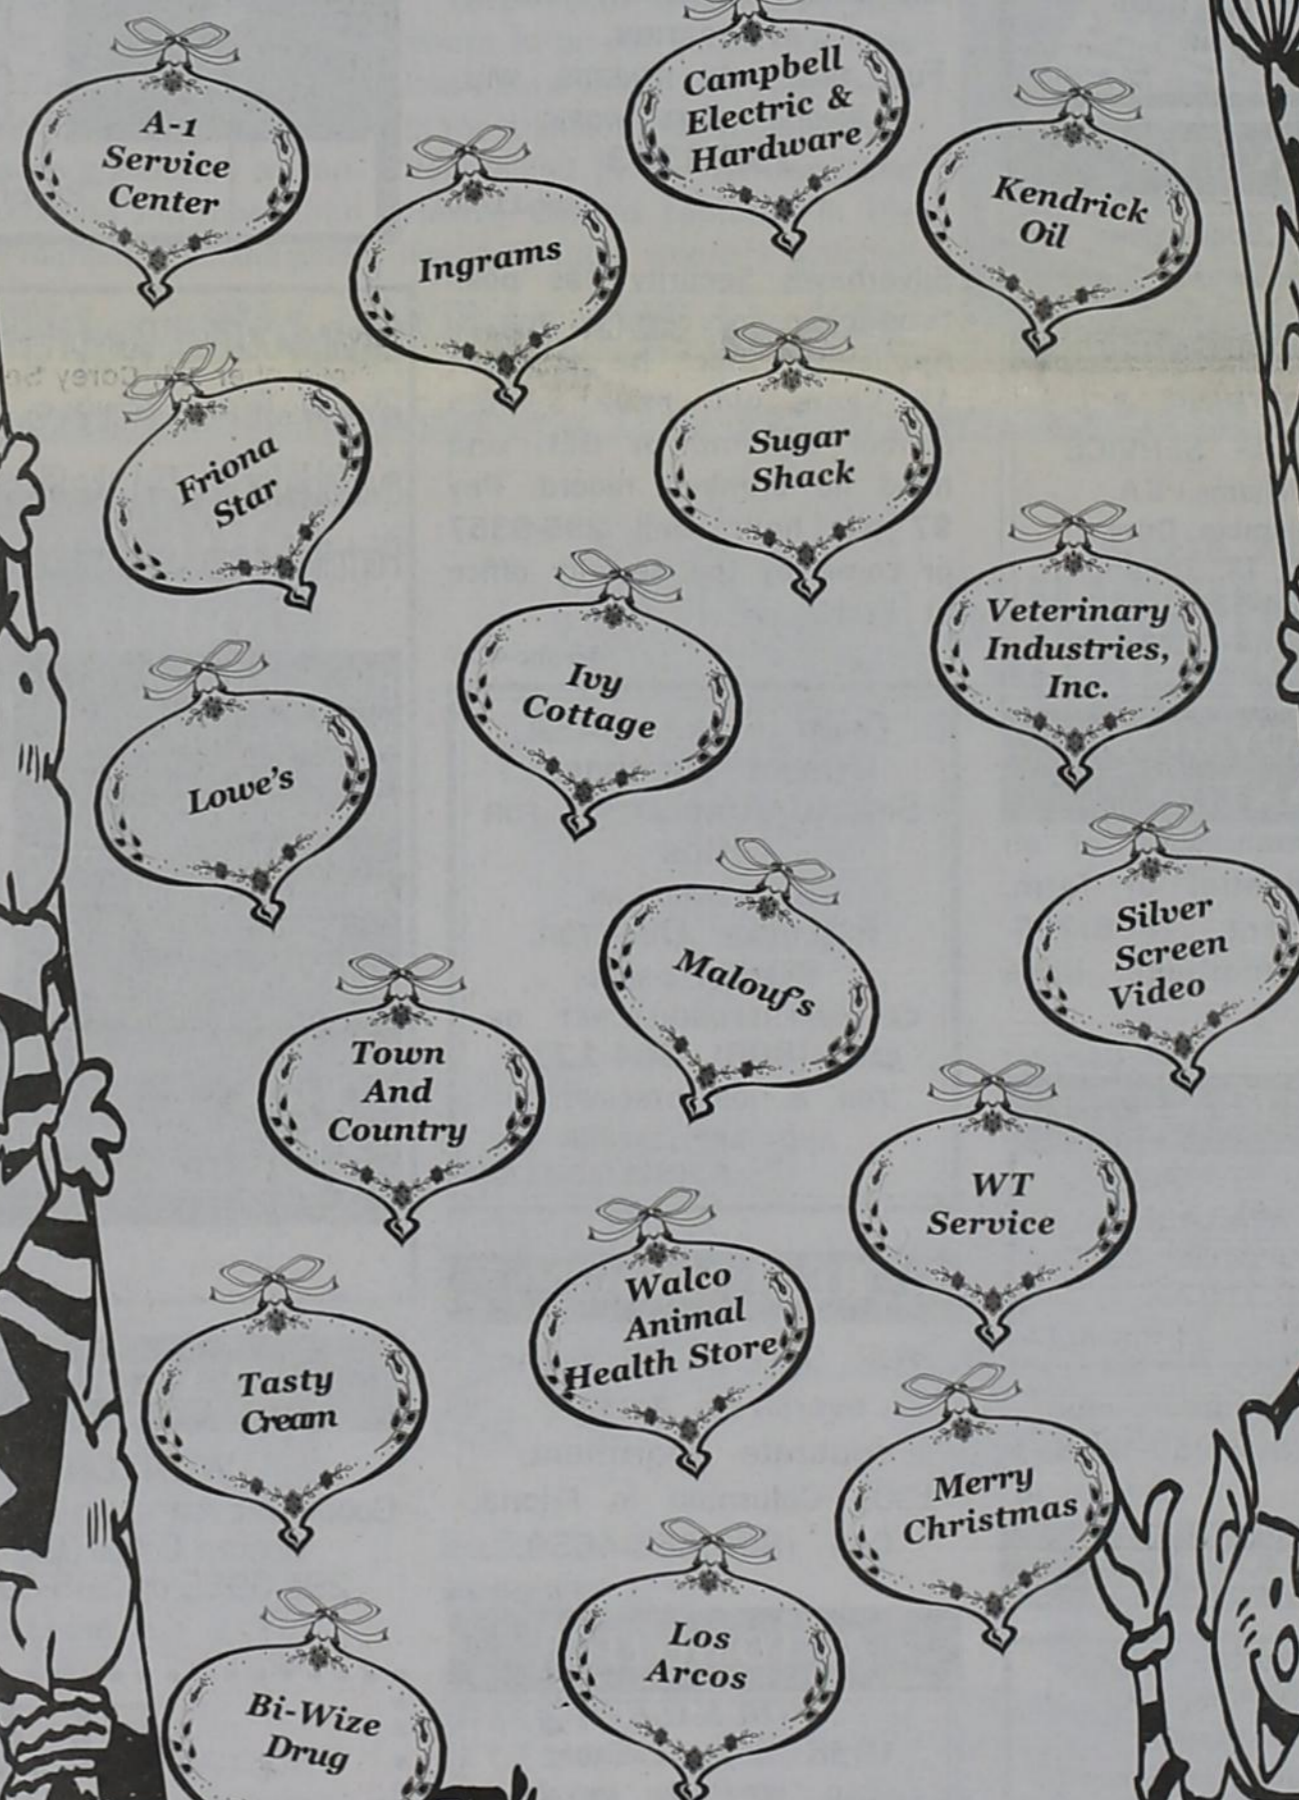 A-1
Service
Center
Ingrams
Campbell
Electric &
Hardware
Kendrick
Oil
Friona
Star
Sugar
Shack
Ivy
Cottage
Veterinary
Industries,
Inc.
Lowe's
Malouf's
Silver
Screen
Video
Town
And
Country
WT
Service
Walco
Animal
Health Store
Tasty
Cream
Merry
Christmas
Los
Arcos
Bi-Wize
Drug